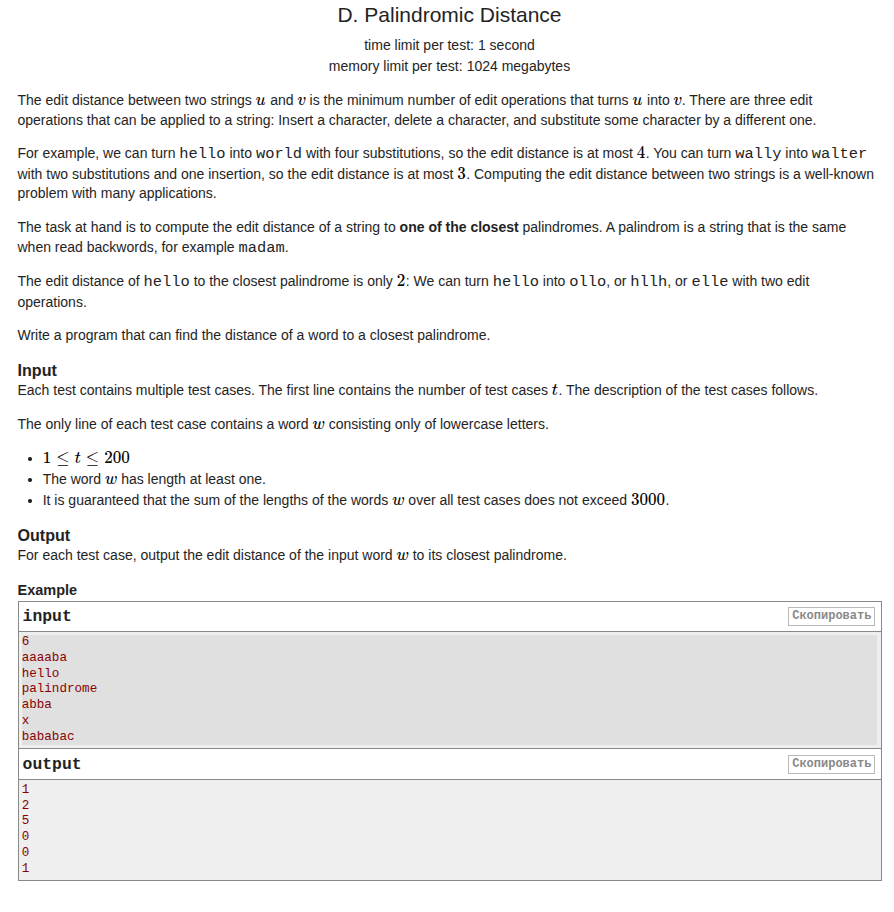 D. Palindromic Distance
time limit per test: 1 second
memory limit per test: 1024 megabytes
The edit distance between two strings u and v is the minimum number of edit operations that turns u into v. There are three edit
operations that can be applied to a string: Insert a character, delete a character, and substitute some character by a different one.
For example, we can turn hello into world with four substitutions, so the edit distance is at most 4. You can turn wally into walter
with two substitutions and one insertion, so the edit distance is at most 3. Computing the edit distance between two strings is a well-known
problem with many applications.
The task at hand is to compute the edit distance of a string to one of the closest palindromes. A palindrom is a string that is the same
when read backwords, for example madam.
The edit distance of hello to the closest palindrome is only 2: We can turn hello into ollo, or hllh, or elle with two edit
operations.
Write a program that can find the distance of a word to a closest palindrome.
Input
Each test contains multiple test cases. The first line contains the number of test cases t. The description of the test cases follows.
The only line of each test case contains a word w consisting only of lowercase letters.
• 1 ≤ t ≤ 200
• The word w has length at least one.
• It is guaranteed that the sum of the lengths of the words w over all test cases does not exceed 3000.
Output
For each test case, output the edit distance of the input word w to its closest palindrome.
Example
input Скопировать
6
aaaaba
hello
palindrome
abba
x
bababac
output Скопировать
1
2
5
0
0
1